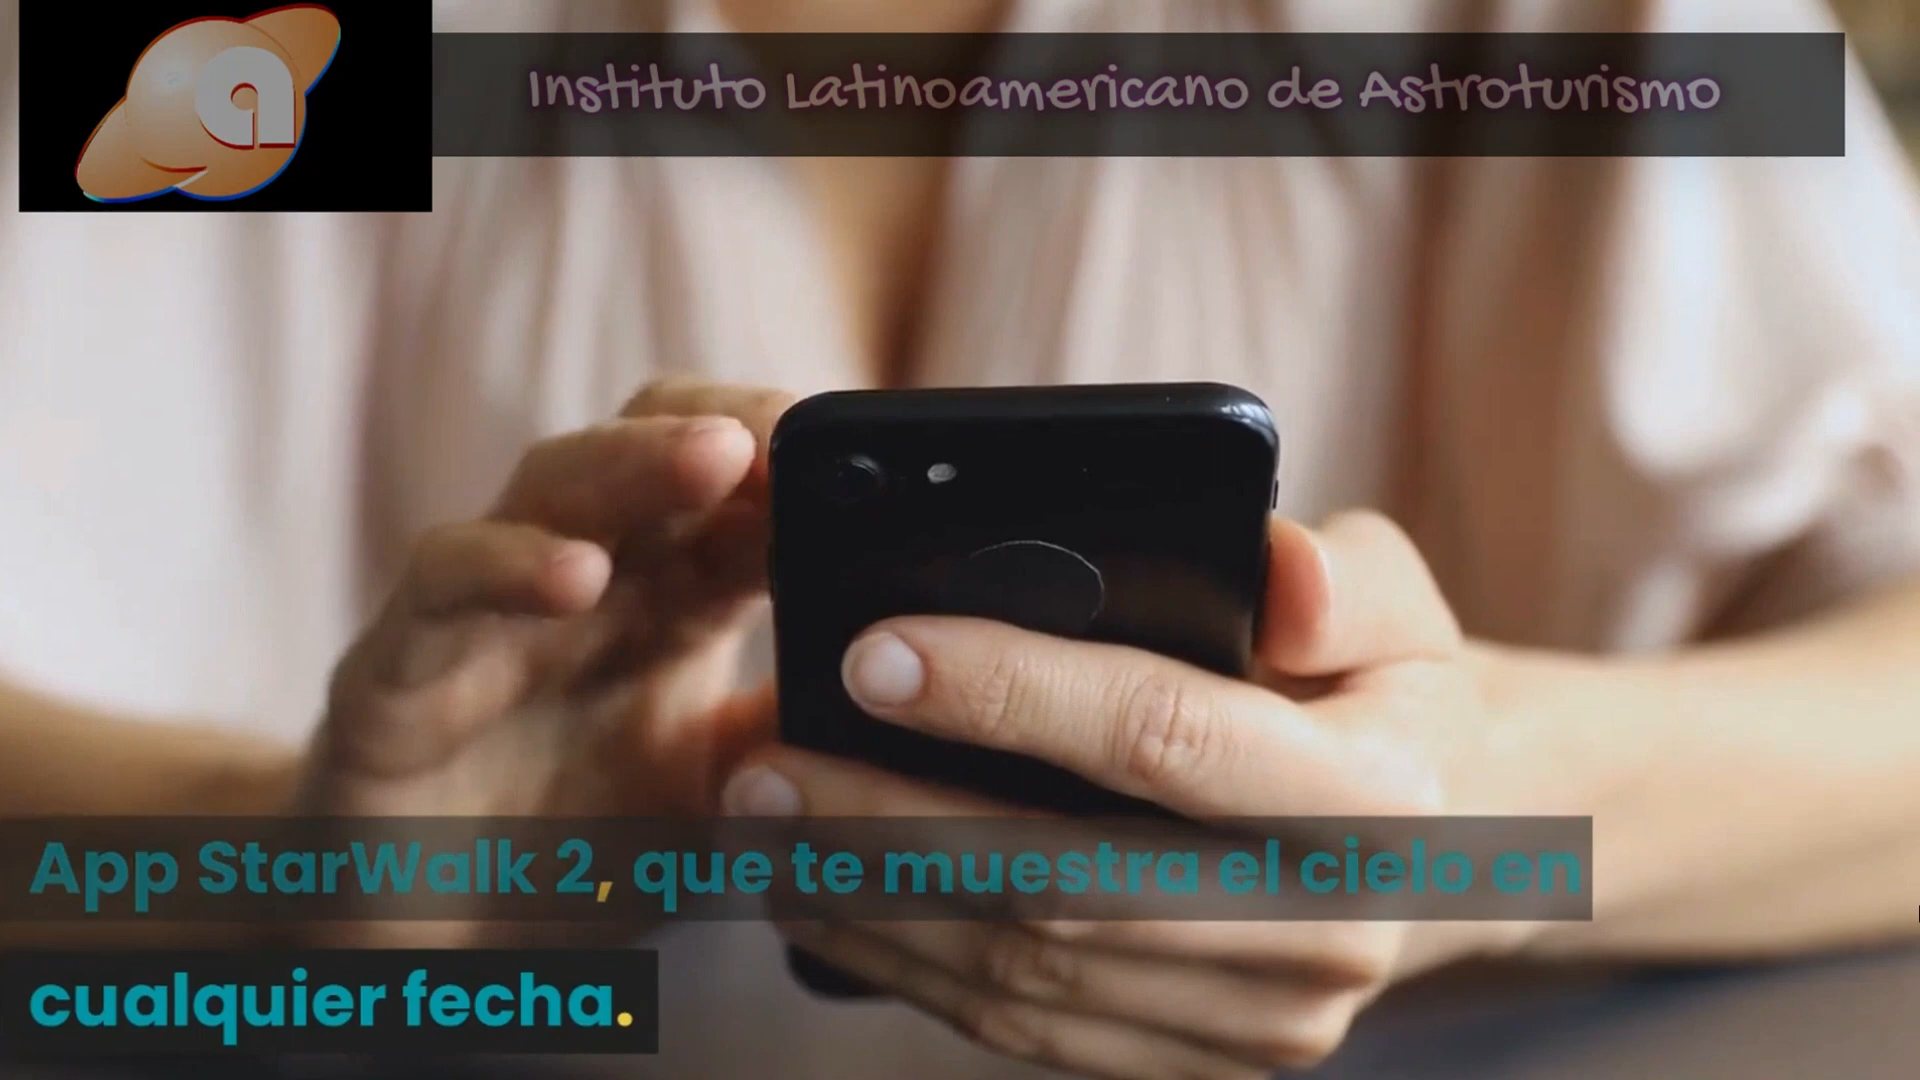 a
Instituto Latinoamericano de Astroturismo
App StarWalk 2, que te muestra el cielo en
cualquier fecha.